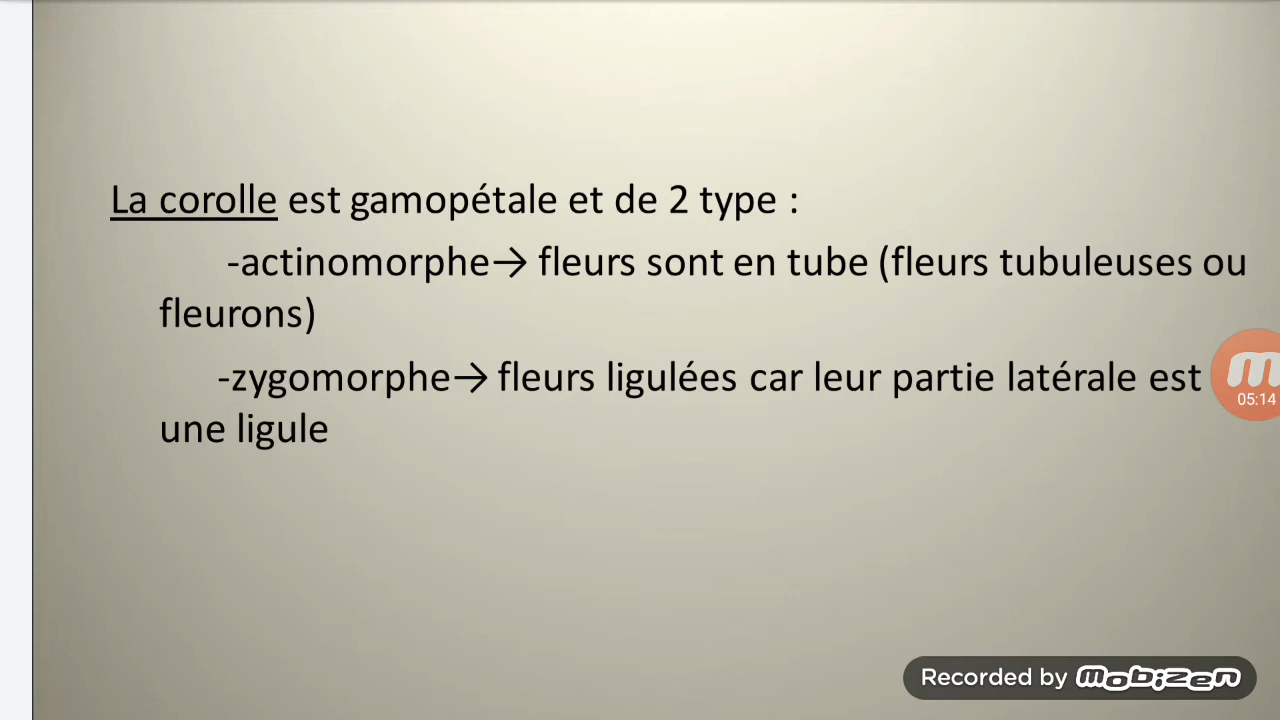 La corolle est gamopétale et de 2 type :
-actinomorphe→ fleurs sont en tube (fleurs tubuleuses ou
fleurons)
-zygomorphe→ fleurs ligulées car leur partie latérale est
une ligule
05:14
Recorded by mobizen